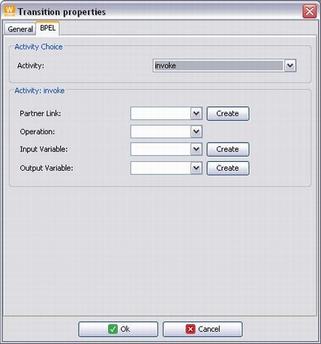 Transition properties
General BPEL
Activity Choice
Activity: invoke
Activity: invoke
Partner Link: Create
Operation:
Input Variable: Create
Output Variable: Create
Ok Cancel